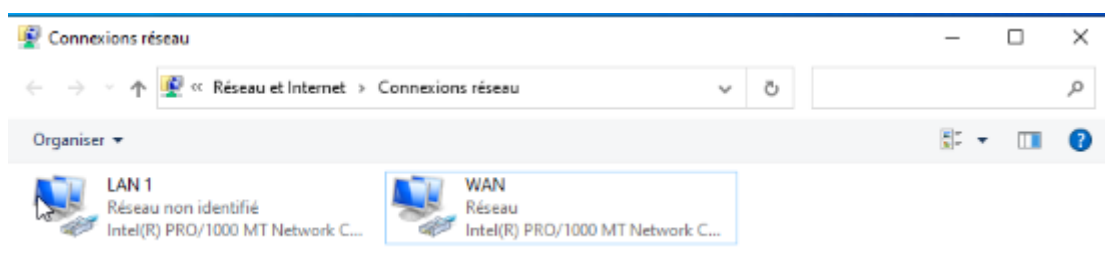 Connexions réseau
« Réseau et Internet > Connexions réseau
Organiser
LAN 1
Réseau non identifié
Intel(R) PRO/1000 MT Network C...
WAN
Réseau
Intel(R) PRO/1000 MT Network C...